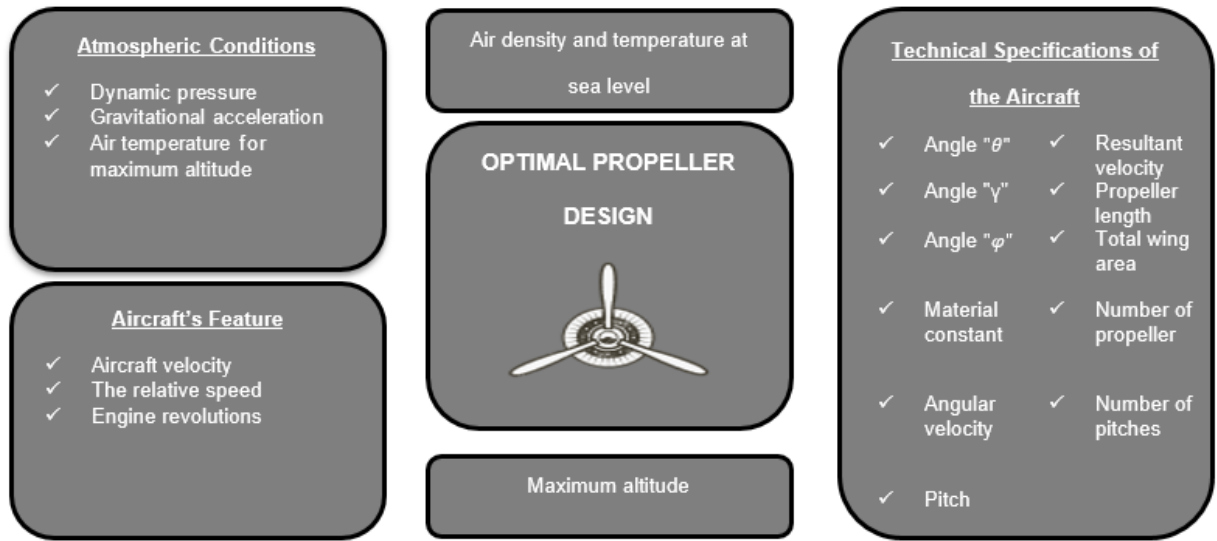 Atmospheric Conditions
✓ Dynamic pressure
✓ Gravitational acceleration
✓ Air temperature for
maximum altitude
Aircraft's Feature
✓ Aircraft velocity
✓ The relative speed
✓ Engine revolutions
Air density and temperature at
sea level
OPTIMAL PROPELLER
DESIGN
Maximum altitude
Technical Specifications of
the Aircraft
✓ Angle "θ"
✓ Angle "γ"
✓ Angle "φ"
✓ Material
constant
✓ Angular
velocity
✓ Pitch
✓ Resultant
velocity
✓ Propeller
length
✓ Total wing
area
✓ Number of
propeller
✓ Number of
pitches